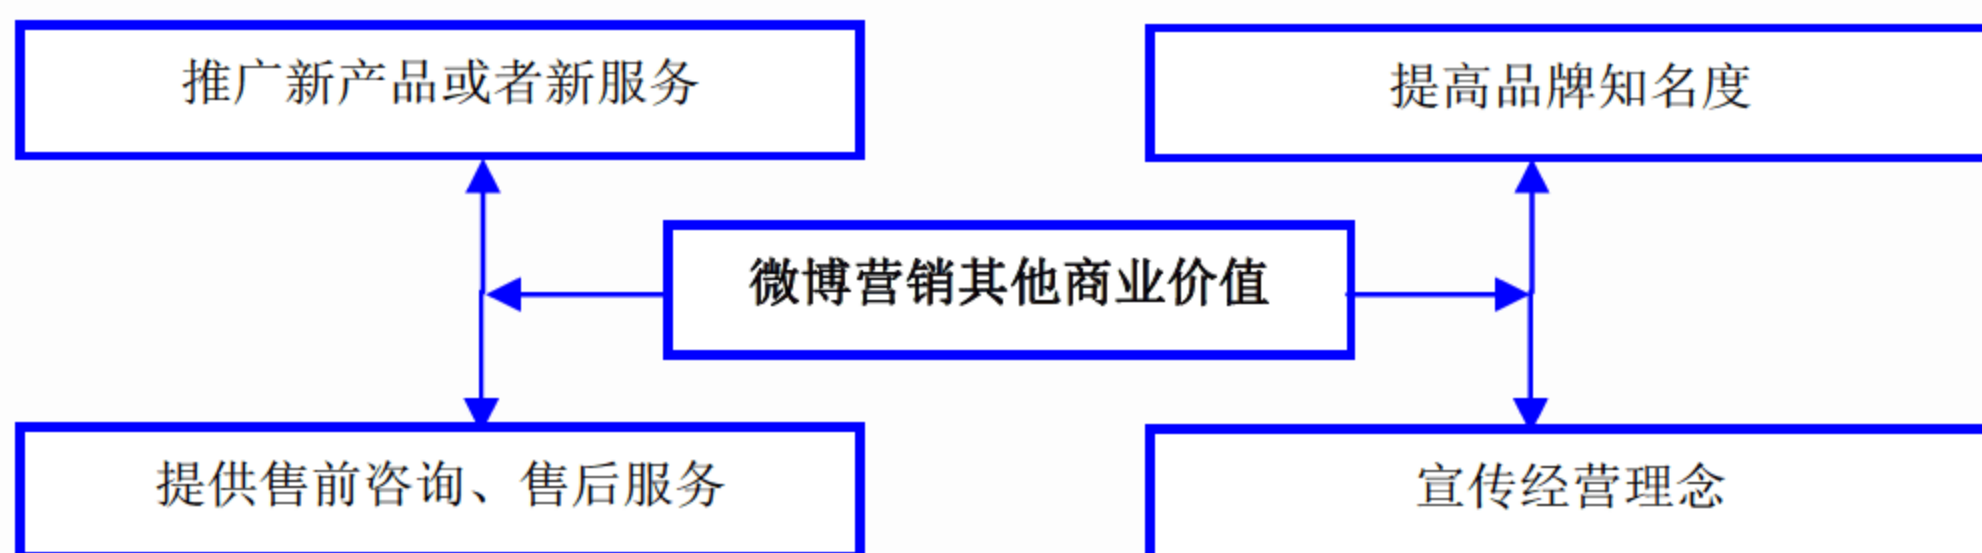 推广新产品或者新服务
提高品牌知名度
微博营销其他商业价值
提供售前咨询、售后服务
宣传经营理念